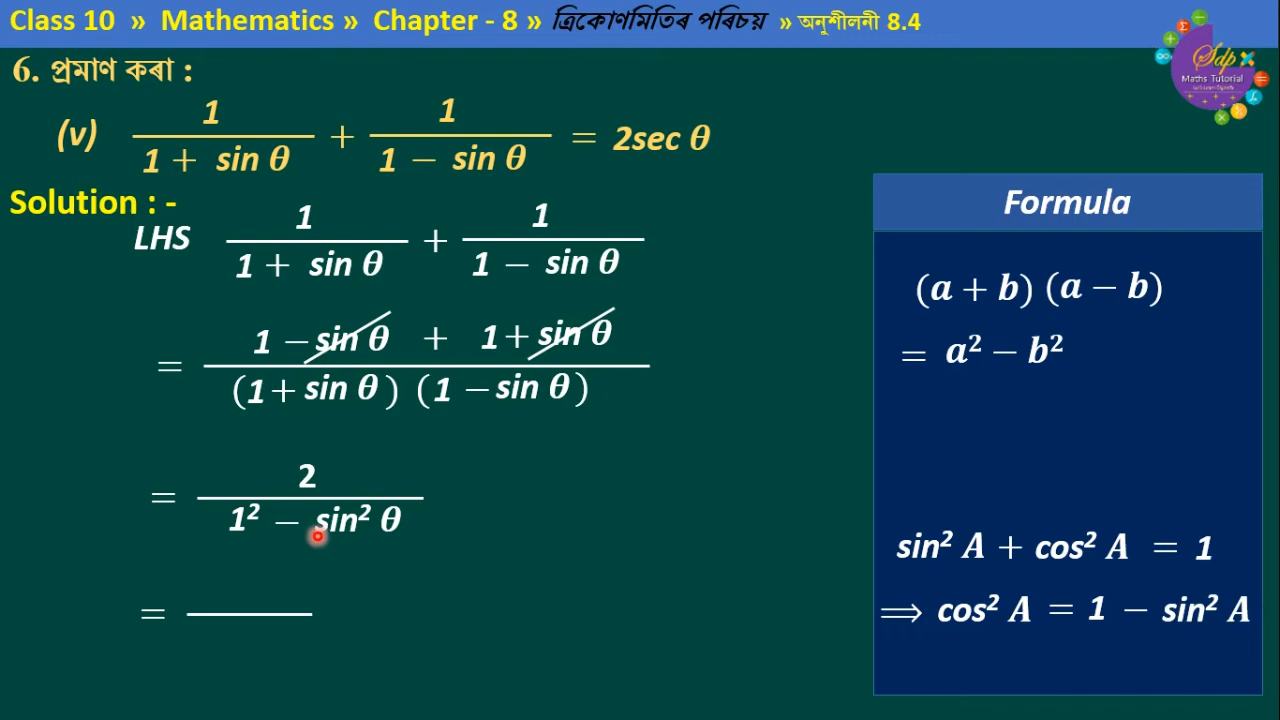 Class 10 » Mathematics » Chapter - 8 » ত্ৰিকোণমিতিৰ পৰিচয় » অনুশীলনী 8.4
Sdp
Maths Tutorial
6. প্ৰমাণ কৰা :
(v) 1/(1 + sin θ) + 1/(1 − sin θ) = 2sec θ
Solution : -
LHS 1/(1 + sin θ) + 1/(1 − sin θ)
= (1 − sin θ + 1 + sin θ)/((1 + sin θ) (1 − sin θ))
= 2/(1² − sin² θ)
=
Formula
(a + b) (a − b)
= a² − b²
sin² A + cos² A = 1
⟹ cos² A = 1 − sin² A